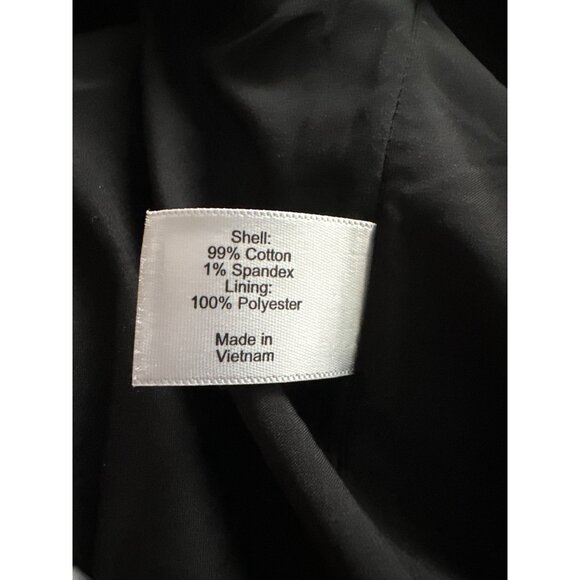 Shell:
99% Cotton
1% Spandex
Lining:
100% Polyester
Made in
Vietnam